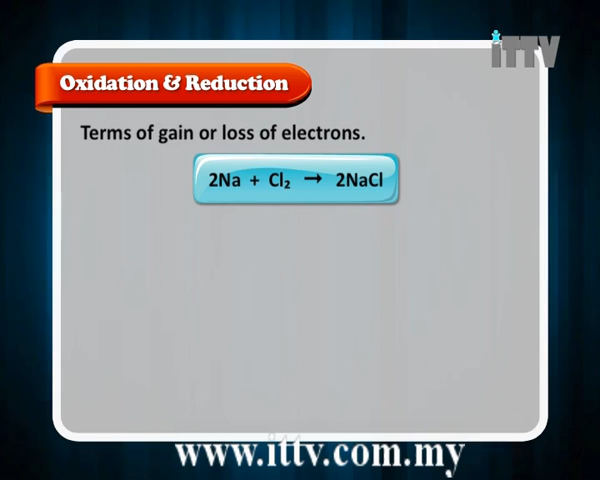 iTTV
Oxidation & Reduction
Terms of gain or loss of electrons.
2Na + Cl₂ → 2NaCl
www.ittv.com.my